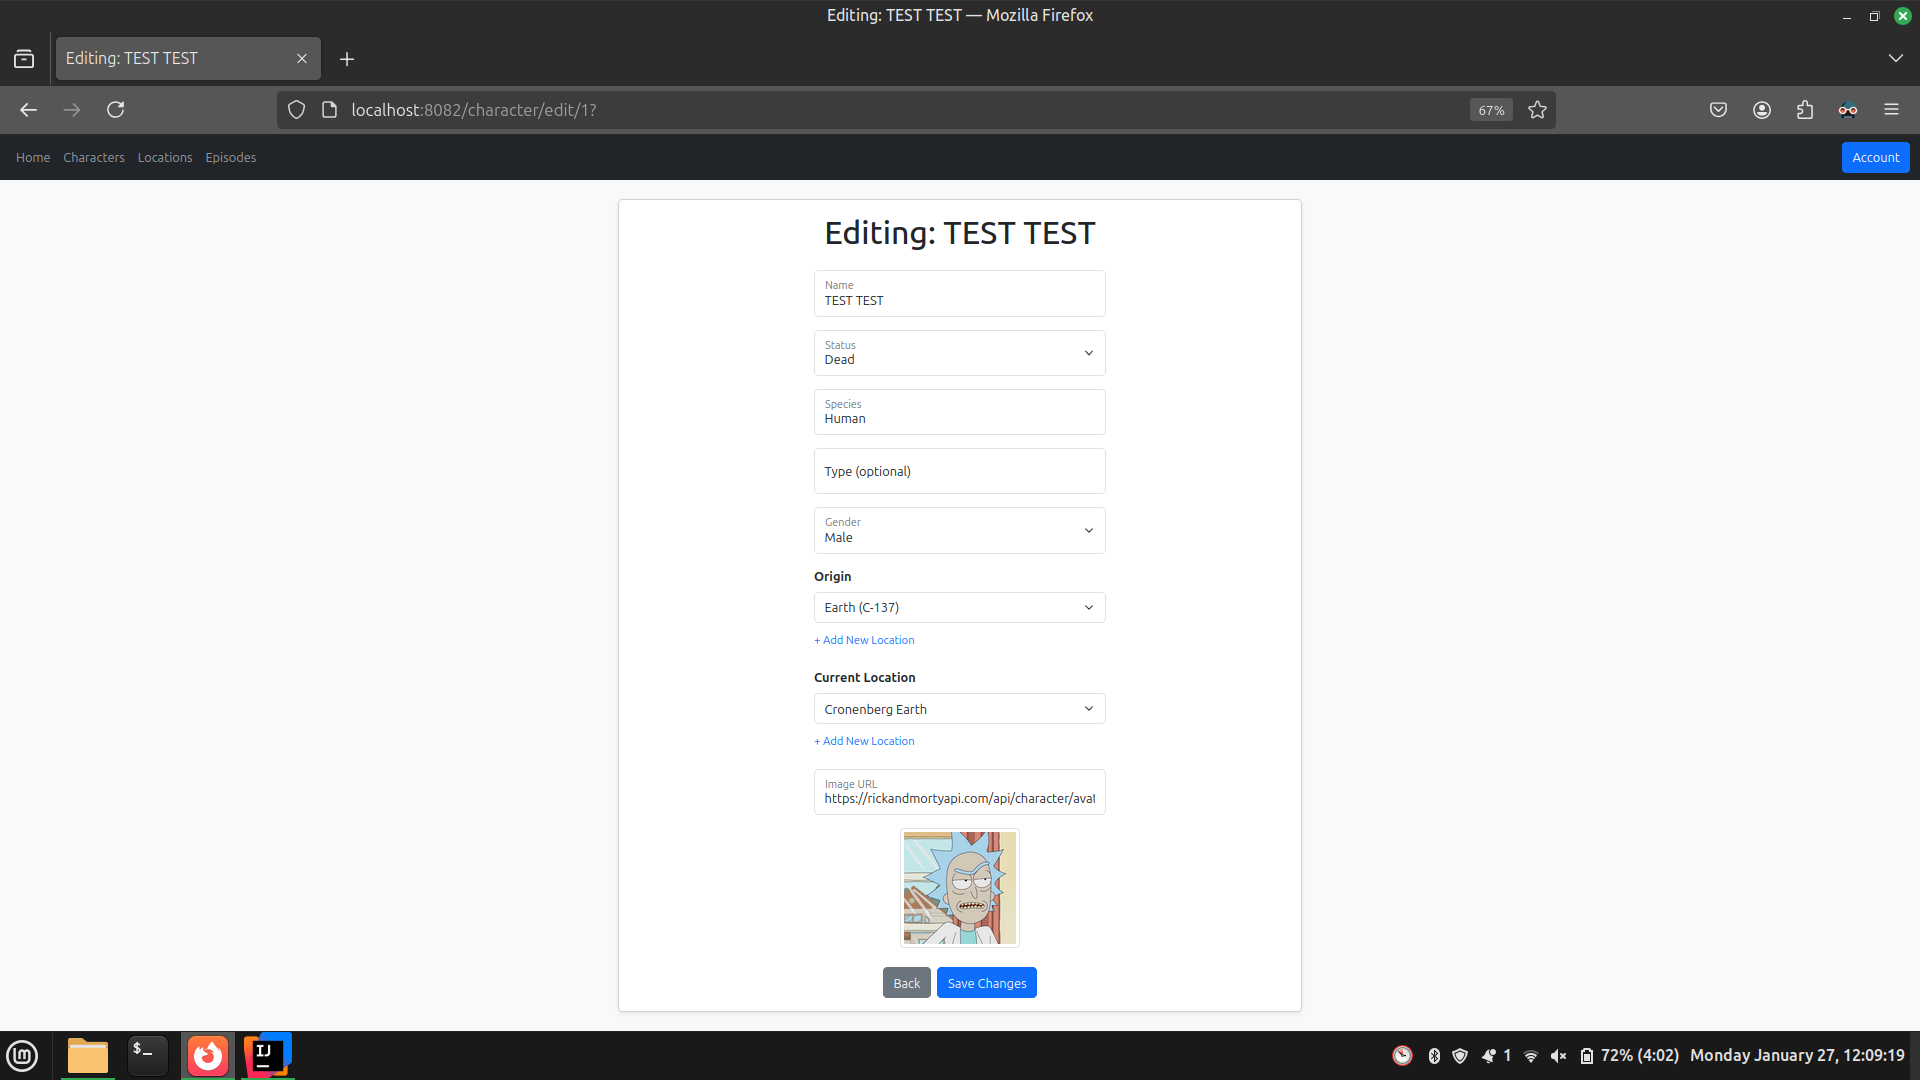 Editing: TEST TEST — Mozilla Firefox
Editing: TEST TEST
localhost:8082/character/edit/1?
67%
Home Characters Locations Episodes
Account
Editing: TEST TEST
Name
TEST TEST
Status
Dead
Species
Human
Type (optional)
Gender
Male
Origin
Earth (C-137)
+ Add New Location
Current Location
Cronenberg Earth
+ Add New Location
Image URL
https://rickandmortyapi.com/api/character/avat
Back Save Changes
$_
IJ
1
72% (4:02) Monday January 27, 12:09:19